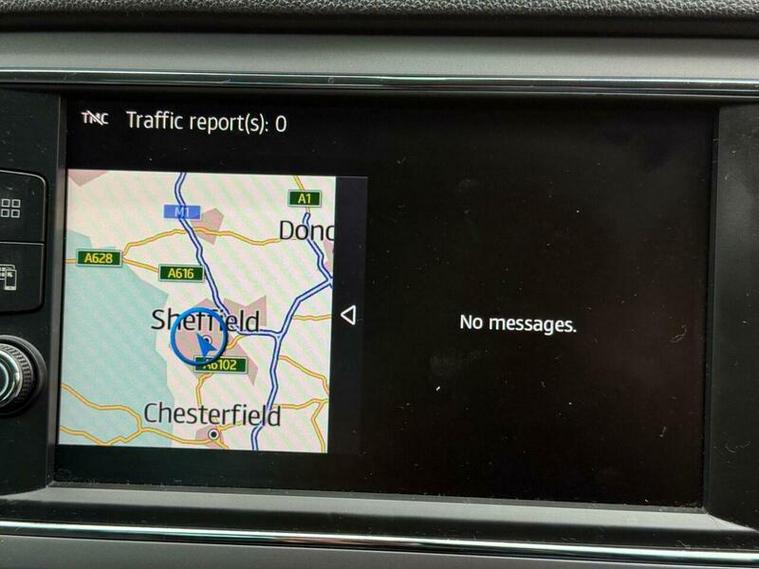 TMC Traffic report(s): 0
M1
A1
Donc
A628
A616
Sheffield
A6102
Chesterfield
No messages.